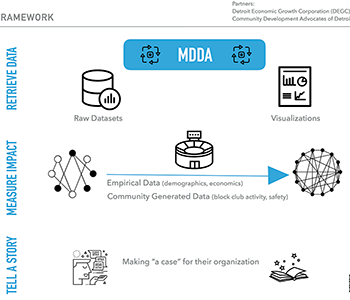 Partners:
Detroit Economic Growth Corporation (DEGC)
Community Development Advocates of Detroi
RAMEWORK
RETRIEVE DATA
MDDA
Raw Datasets
Visualizations
MEASURE IMPACT
Empirical Data (demographics, economics)
Community Generated Data (block club activity, safety)
TELL A STORY
Making "a case" for their organization